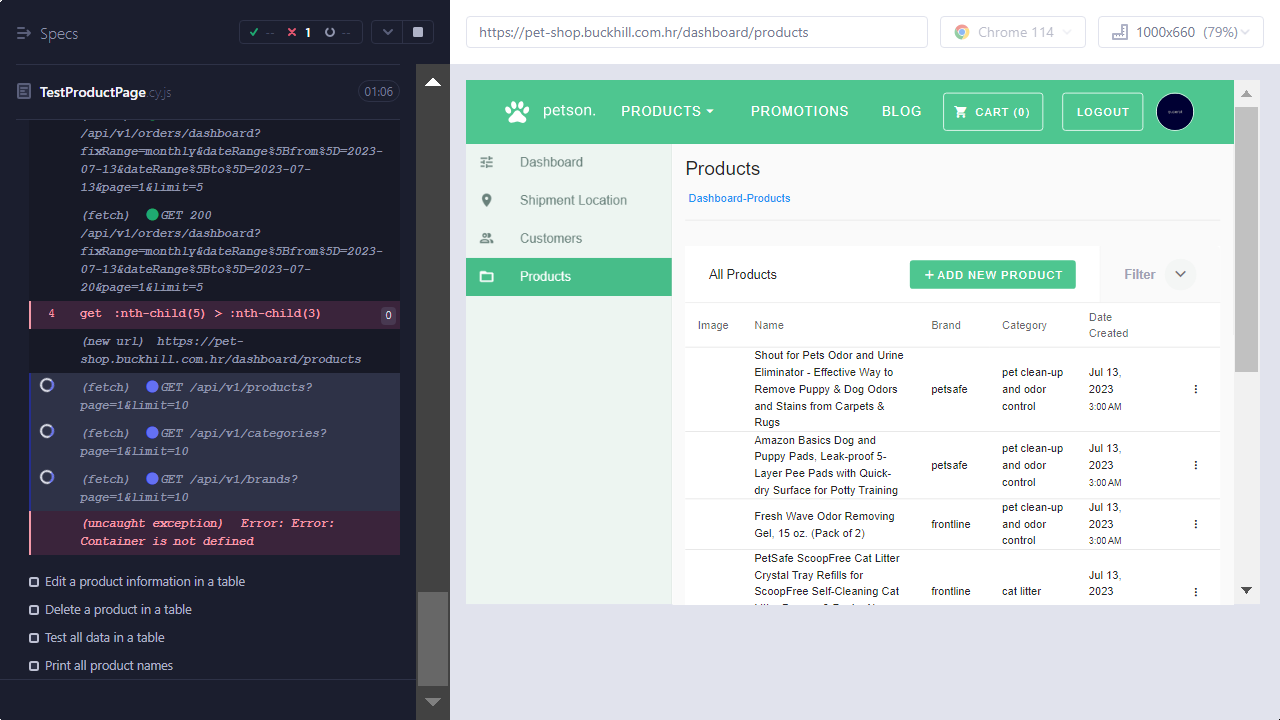 Specs
-- 1 --
TestProductPage.cy.js 01:06
/api/v1/orders/dashboard?
fixRange=monthly&dateRange%5Bfrom%5D=2023-
07-13&dateRange%5Bto%5D=2023-07-
13&page=1&limit=5
(fetch) GET 200
/api/v1/orders/dashboard?
fixRange=monthly&dateRange%5Bfrom%5D=2023-
07-13&dateRange%5Bto%5D=2023-07-
20&page=1&limit=5
4 get :nth-child(5) > :nth-child(3) 0
(new url) https://pet-
shop.buckhill.com.hr/dashboard/products
(fetch) GET /api/v1/products?
page=1&limit=10
(fetch) GET /api/v1/categories?
page=1&limit=10
(fetch) GET /api/v1/brands?
page=1&limit=10
(uncaught exception) Error: Error:
Container is not defined
Edit a product information in a table
Delete a product in a table
Test all data in a table
Print all product names
https://pet-shop.buckhill.com.hr/dashboard/products
Chrome 114
1000x660 (79%)
petson. PRODUCTS PROMOTIONS BLOG CART (0) LOGOUT
Dashboard
Shipment Location
Customers
Products
Products
Dashboard-Products
All Products + ADD NEW PRODUCT Filter
Image Name Brand Category Date
Created
Shout for Pets Odor and Urine
Eliminator - Effective Way to
Remove Puppy & Dog Odors
and Stains from Carpets &
Rugs
petsafe
pet clean-up
and odor
control
Jul 13,
2023
3:00 AM
Amazon Basics Dog and
Puppy Pads, Leak-proof 5-
Layer Pee Pads with Quick-
dry Surface for Potty Training
petsafe
pet clean-up
and odor
control
Jul 13,
2023
3:00 AM
Fresh Wave Odor Removing
Gel, 15 oz. (Pack of 2)
frontline
pet clean-up
and odor
control
Jul 13,
2023
3:00 AM
PetSafe ScoopFree Cat Litter
Crystal Tray Refills for
ScoopFree Self-Cleaning Cat
frontline
cat litter
Jul 13,
2023